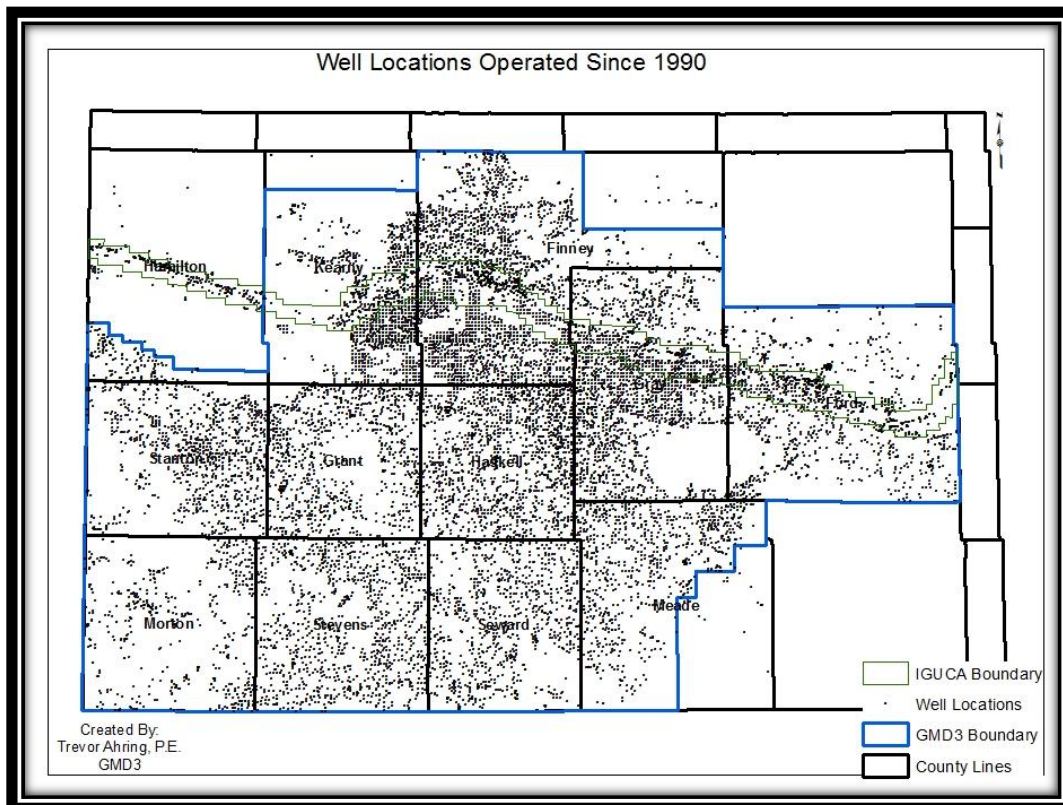 Well Locations Operated Since 1990
N
Finney
Hamilton
Kearny
Gray
Ford
Stanton
Grant
Haskell
Morton
Stevens
Seward
Meade
IGUCA Boundary
Well Locations
GMD3 Boundary
County Lines
Created By:
Trevor Ahring, P.E.
GMD3